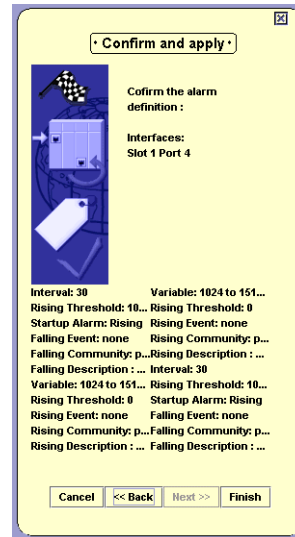 • Confirm and apply •
Cofirm the alarm
definition :
Interfaces:
Slot 1 Port 4
Interval: 30 Variable: 1024 to 151...
Rising Threshold: 10... Rising Threshold: 0
Startup Alarm: Rising Rising Event: none
Falling Event: none Rising Community: p...
Falling Community: p... Rising Description : ...
Falling Description : ... Interval: 30
Variable: 1024 to 151... Rising Threshold: 10...
Rising Threshold: 0 Startup Alarm: Rising
Rising Event: none Falling Event: none
Rising Community: p... Falling Community: p...
Rising Description : ... Falling Description : ...
Cancel << Back Next >> Finish